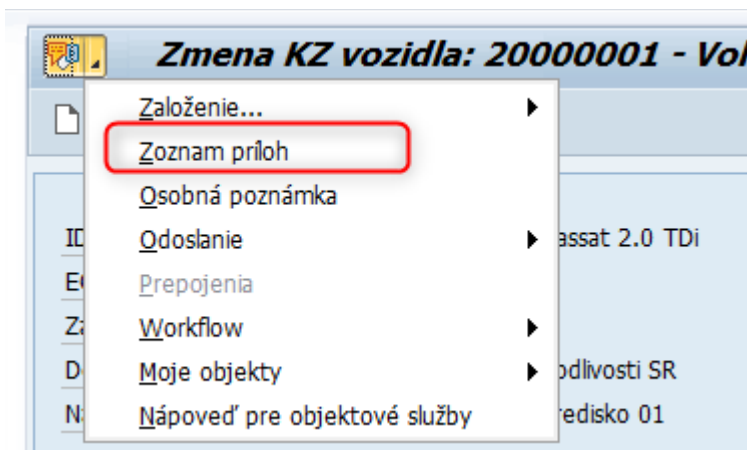 Zmena KZ vozidla: 20000001 - Vol
Založenie...
Zoznam príloh
Osobná poznámka
Odoslanie
assat 2.0 TDi
Prepojenia
Workflow
Moje objekty
odlivosti SR
Nápoveď pre objektové služby
redisko 01